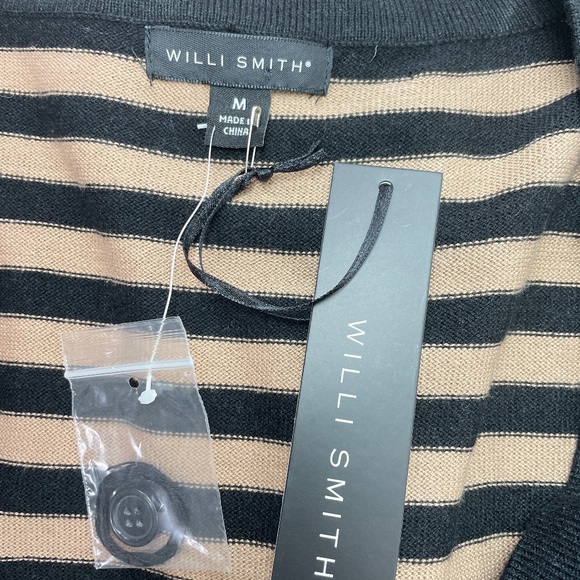 WILLI SMITH®
M
MADE IN
CHINA
WILLI SMITH